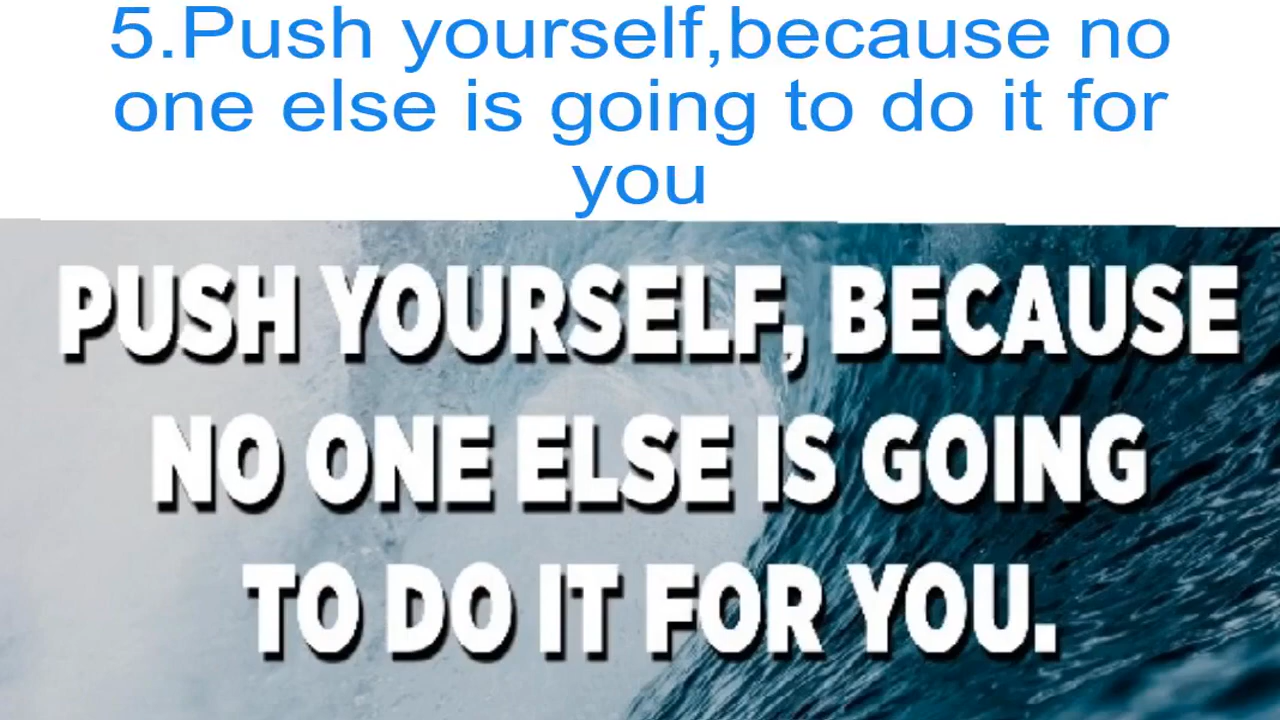 5.Push yourself,because no
one else is going to do it for
you
PUSH YOURSELF, BECAUSE
NO ONE ELSE IS GOING
TO DO IT FOR YOU.